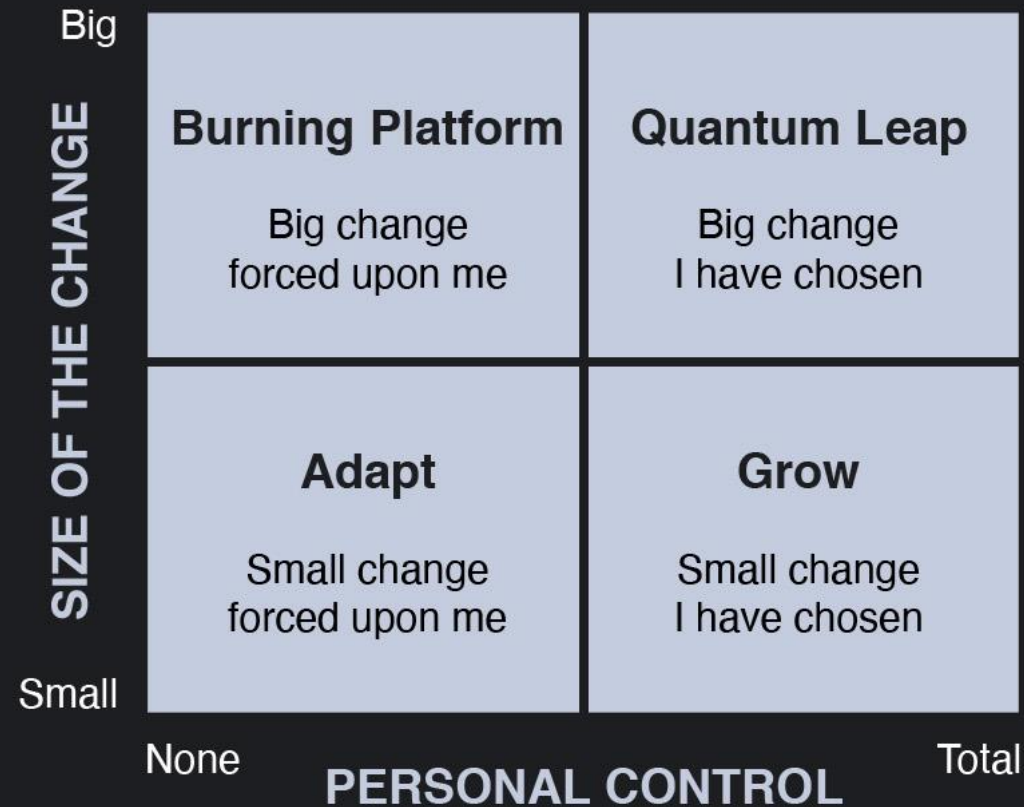 Big
SIZE OF THE CHANGE
Small
Burning Platform
Big change
forced upon me
Quantum Leap
Big change
I have chosen
Adapt
Small change
forced upon me
Grow
Small change
I have chosen
None
PERSONAL CONTROL
Total